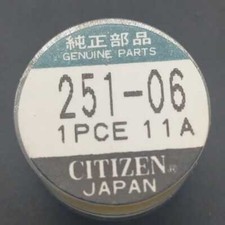 純正部品
GENUINE PARTS
251-06
1PCE 11A
CITIZEN®
JAPAN